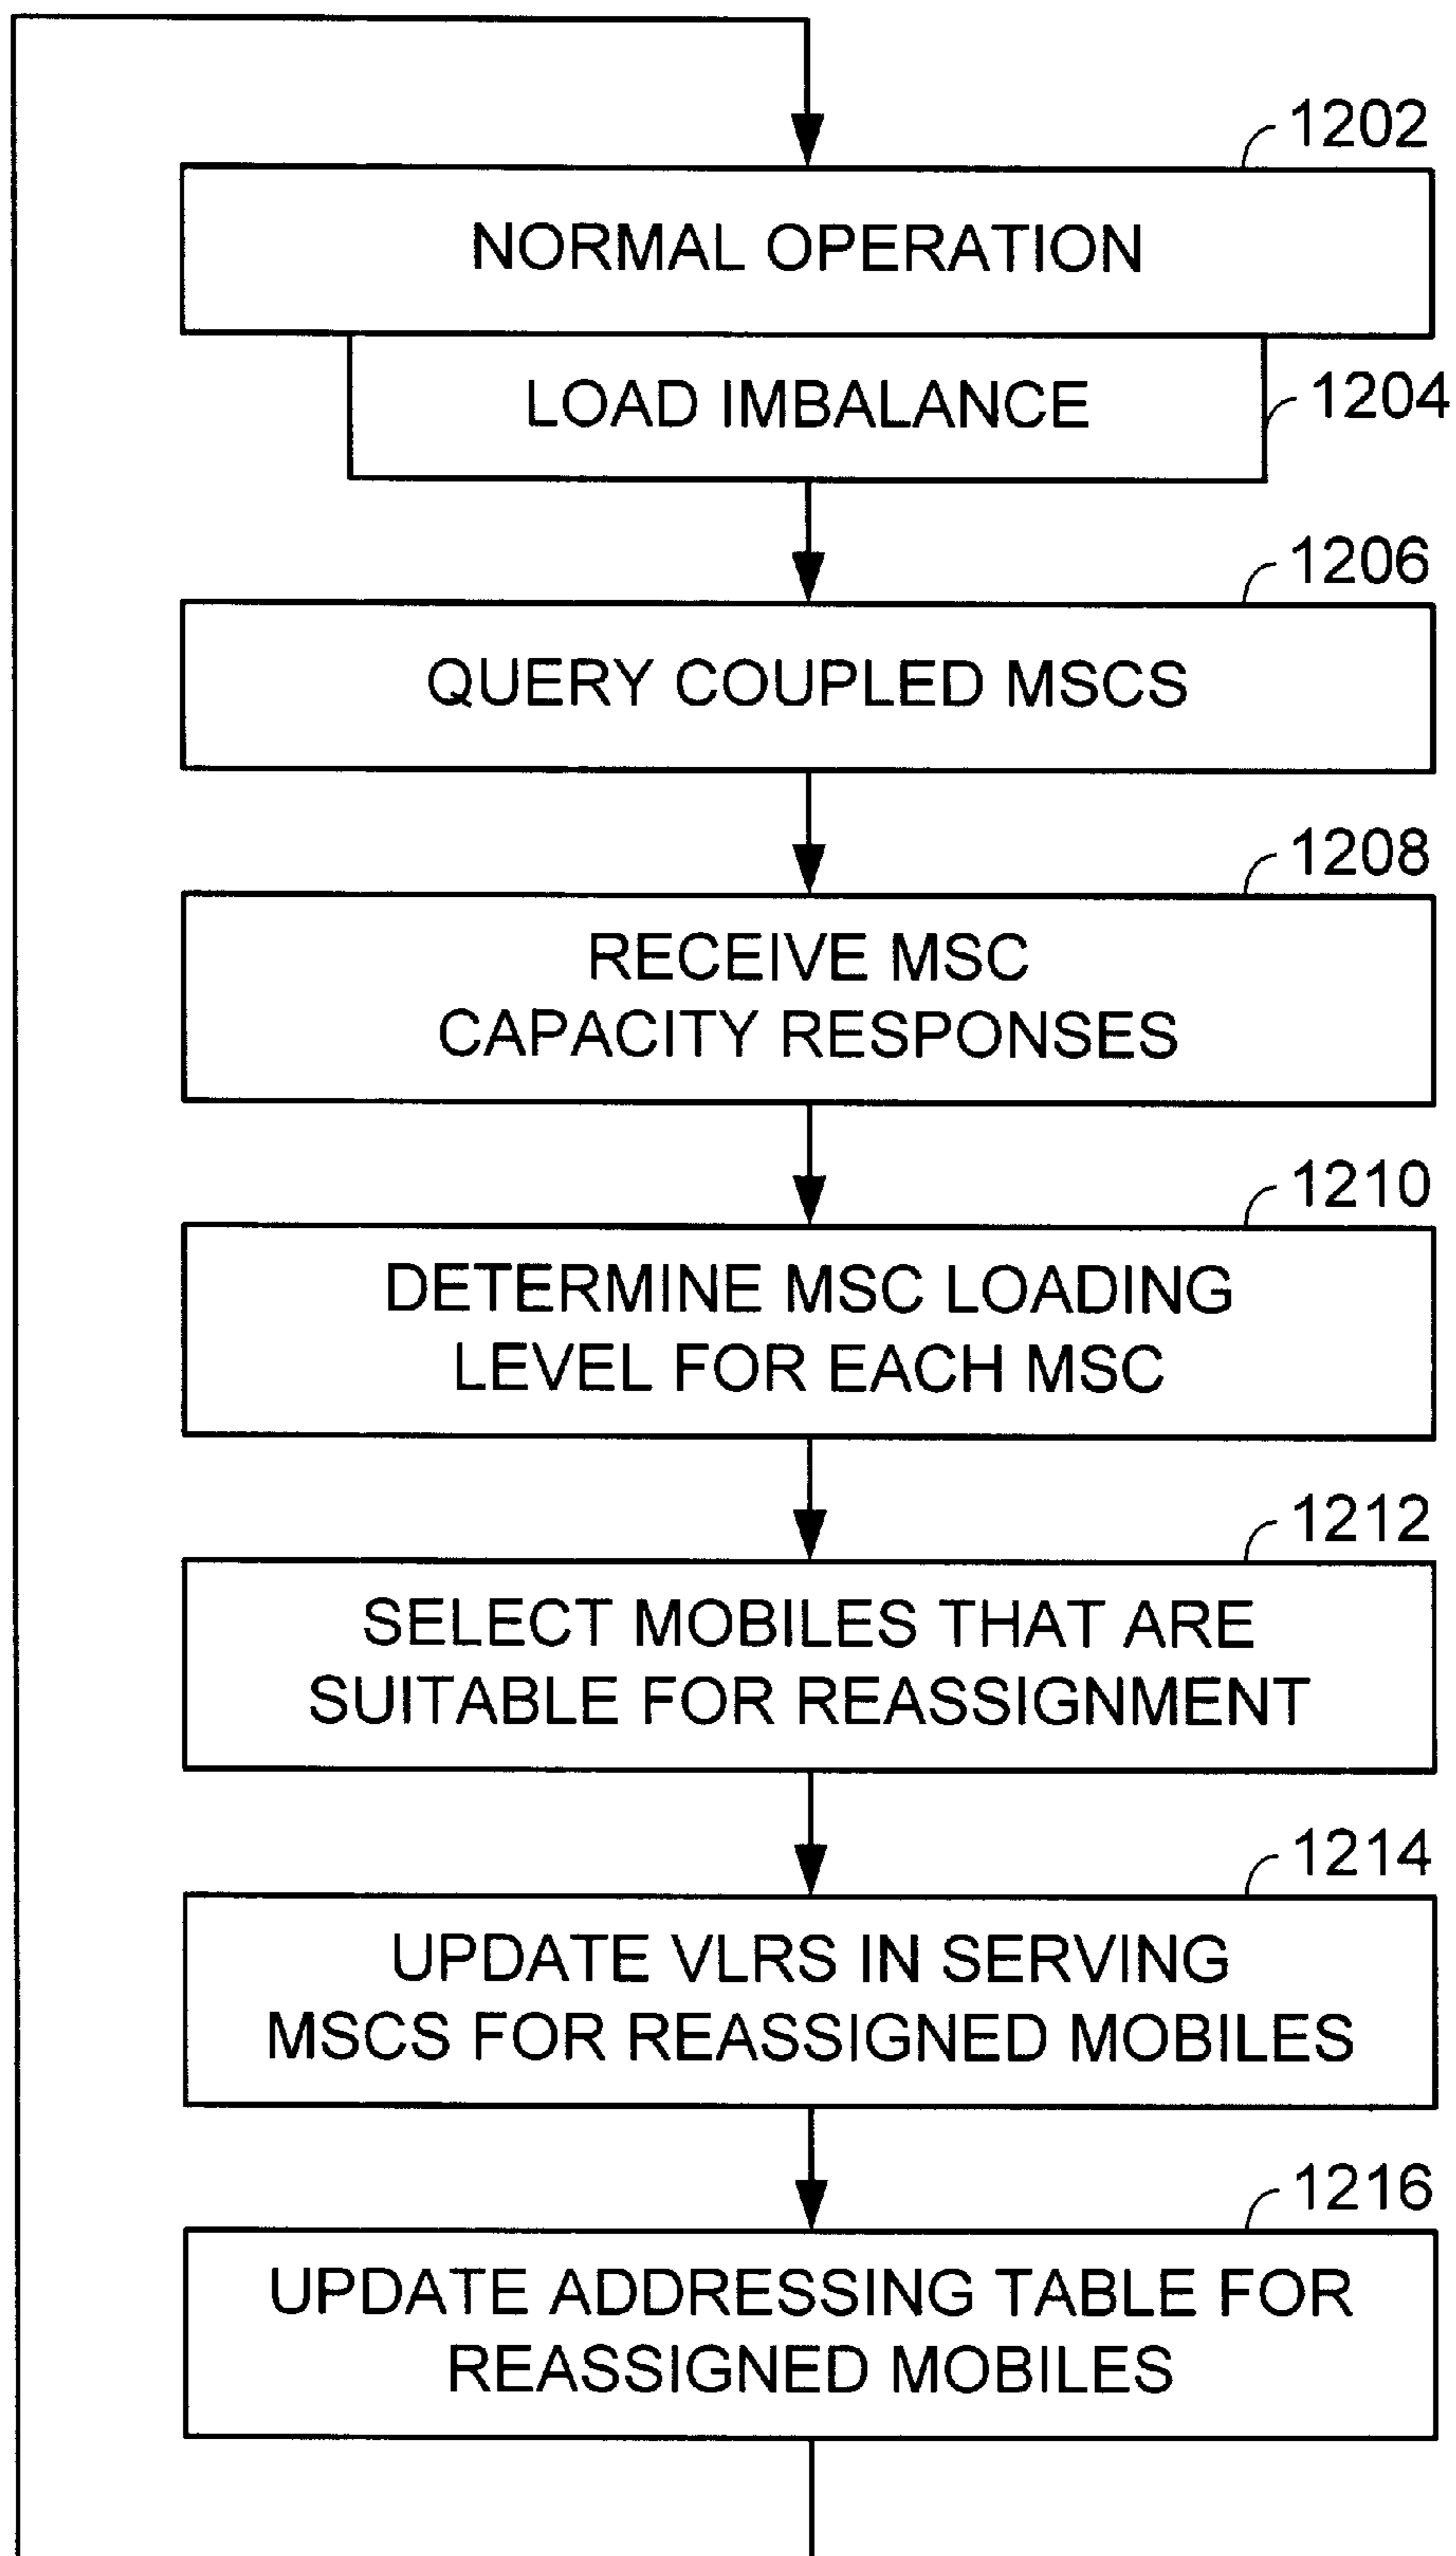 1202
NORMAL OPERATION
LOAD IMBALANCE
1204
1206
QUERY COUPLED MSCS
1208
RECEIVE MSC
CAPACITY RESPONSES
1210
DETERMINE MSC LOADING
LEVEL FOR EACH MSC
1212
SELECT MOBILES THAT ARE
SUITABLE FOR REASSIGNMENT
1214
UPDATE VLRS IN SERVING
MSCS FOR REASSIGNED MOBILES
1216
UPDATE ADDRESSING TABLE FOR
REASSIGNED MOBILES